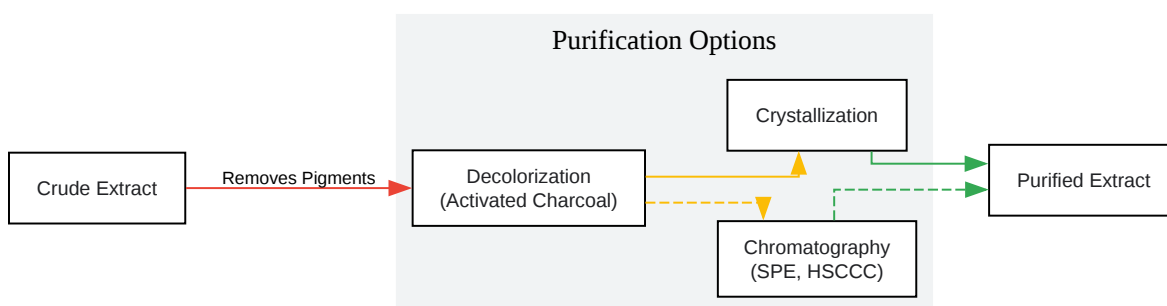 Purification Options
Crystallization
Crude Extract
Removes Pigments
Decolorization
(Activated Charcoal)
Purified Extract
Chromatography
(SPE, HSCCC)